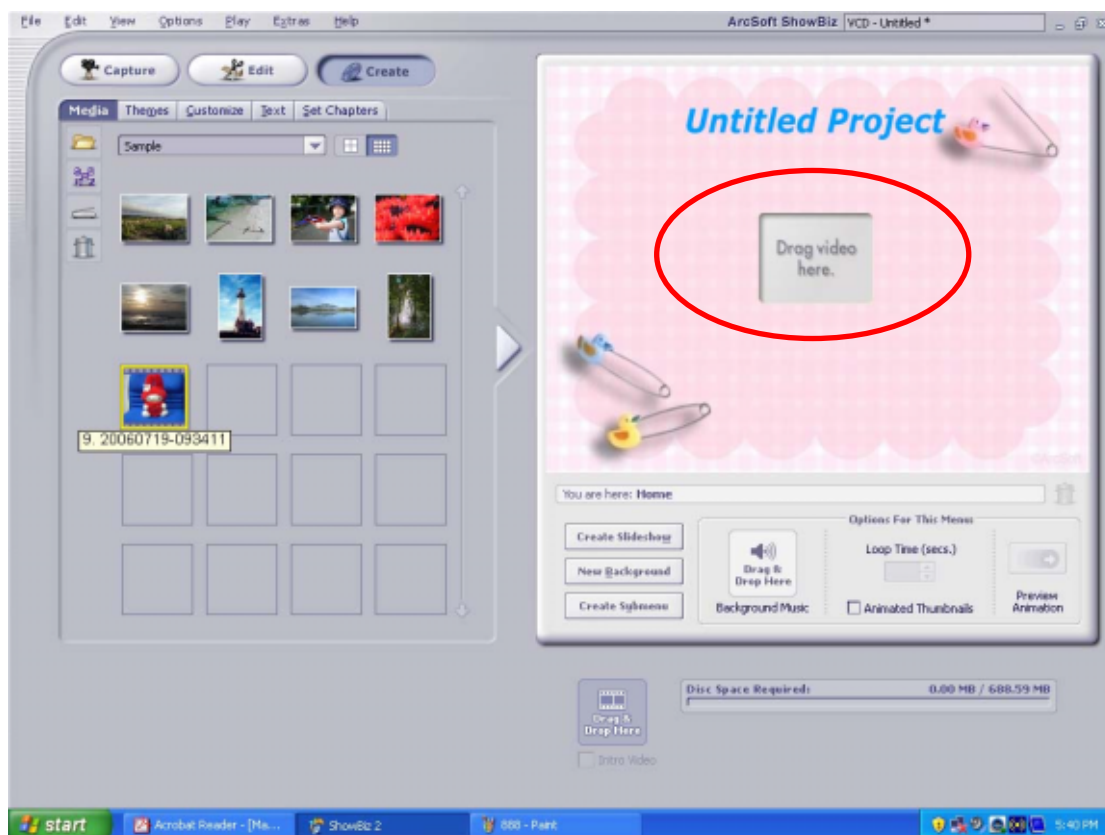 File Edit View Options Play Extras Help
ArcSoft ShowBiz VCD - Untitled *
Capture Edit Create
Media Themes Customize Text Set Chapters
Sample
9. 20060719-093411
Untitled Project
Drag video
here.
©ArcSoft
You are here: Home
Create Slideshow
New Background
Create Submenu
Options For This Menu
Drag &
Drop Here
Background Music
Loop Time (secs.)
Animated Thumbnails
Preview
Animation
Drag &
Drop Here
Intro Video
Disc Space Required: 0.00 MB / 688.59 MB
start Acrobat Reader - [Ma... ShowBiz 2 888 - Paint 5:40 PM